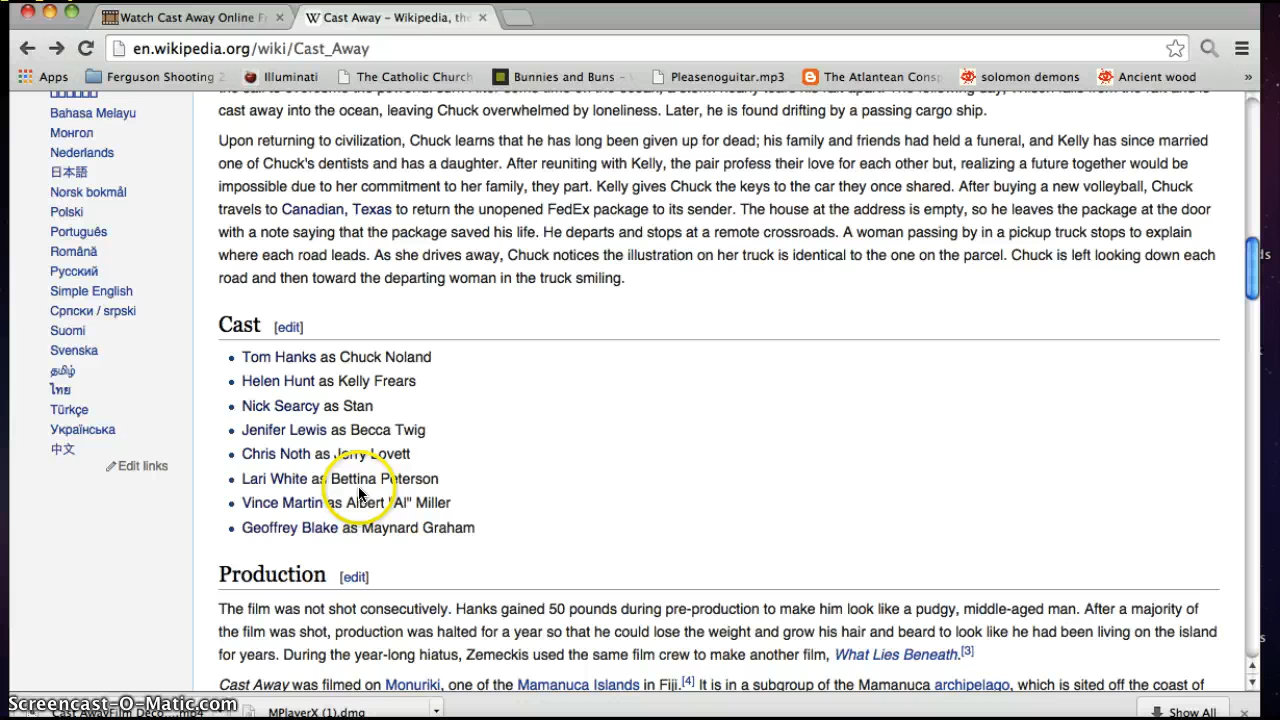 Watch Cast Away Online F
Cast Away – Wikipedia, the
en.wikipedia.org/wiki/Cast_Away
Apps Ferguson Shooting Illuminati The Catholic Church Bunnies and Buns – Pleasenguitar.mp3 The Atlantean Consp solomon demons Ancient wood »
cast away into the ocean, leaving Chuck overwhelmed by loneliness. Later, he is found drifting by a passing cargo ship.
Upon returning to civilization, Chuck learns that he has long been given up for dead; his family and friends had held a funeral, and Kelly has since married
one of Chuck's dentists and has a daughter. After reuniting with Kelly, the pair profess their love for each other but, realizing a future together would be
impossible due to her commitment to her family, they part. Kelly gives Chuck the keys to the car they once shared. After buying a new volleyball, Chuck
travels to Canadian, Texas to return the unopened FedEx package to its sender. The house at the address is empty, so he leaves the package at the door
with a note saying that the package saved his life. He departs and stops at a remote crossroads. A woman passing by in a pickup truck stops to explain
where each road leads. As she drives away, Chuck notices the illustration on her truck is identical to the one on the parcel. Chuck is left looking down each
road and then toward the departing woman in the truck smiling.
Cast [edit]
• Tom Hanks as Chuck Noland
• Helen Hunt as Kelly Frears
• Nick Searcy as Stan
• Jenifer Lewis as Becca Twig
• Chris Noth as Jerry Lovett
• Lari White as Bettina Peterson
• Vince Martin as Albert "Al" Miller
• Geoffrey Blake as Maynard Graham
Production [edit]
The film was not shot consecutively. Hanks gained 50 pounds during pre-production to make him look like a pudgy, middle-aged man. After a majority of
the film was shot, production was halted for a year so that he could lose the weight and grow his hair and beard to look like he had been living on the island
for years. During the year-long hiatus, Zemeckis used the same film crew to make another film, What Lies Beneath.[3]
Cast Away was filmed on Monuriki, one of the Mamanuca Islands in Fiji.[4] It is in a subgroup of the Mamanuca archipelago, which is sited off the coast of
Bahasa Melayu
Монгол
Nederlands
日本語
Norsk bokmål
Polski
Português
Română
Русский
Simple English
Српски / srpski
Suomi
Svenska
தமிழ்
ไทย
Türkçe
Українська
中文
Edit links
Screencast-O-Matic.com
MPlayerX (1).dmg
Show All